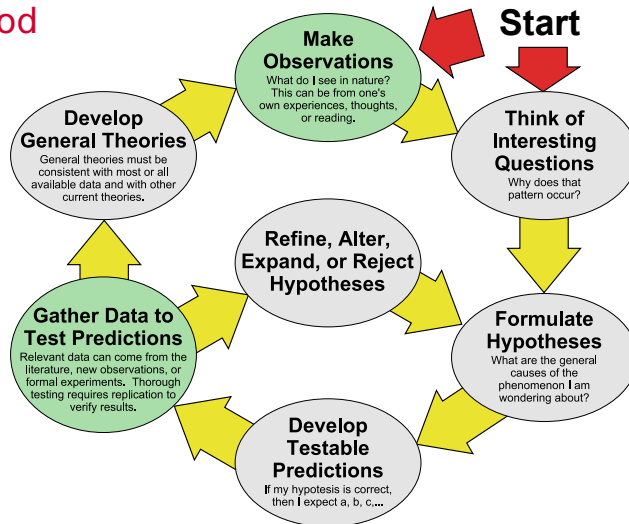 od
Start
Make
Observations
What do I see in nature?
This can be from one's
own experiences, thoughts,
or reading.
Think of
Interesting
Questions
Why does that
pattern occur?
Formulate
Hypotheses
What are the general
causes of the
phenomenon I am
wondering about?
Develop
Testable
Predictions
If my hypotesis is correct,
then I expect a, b, c,...
Gather Data to
Test Predictions
Relevant data can come from the
literature, new observations, or
formal experiments. Thorough
testing requires replication to
verify results.
Refine, Alter,
Expand, or Reject
Hypotheses
Develop
General Theories
General theories must be
consistent with most or all
available data and with other
current theories.